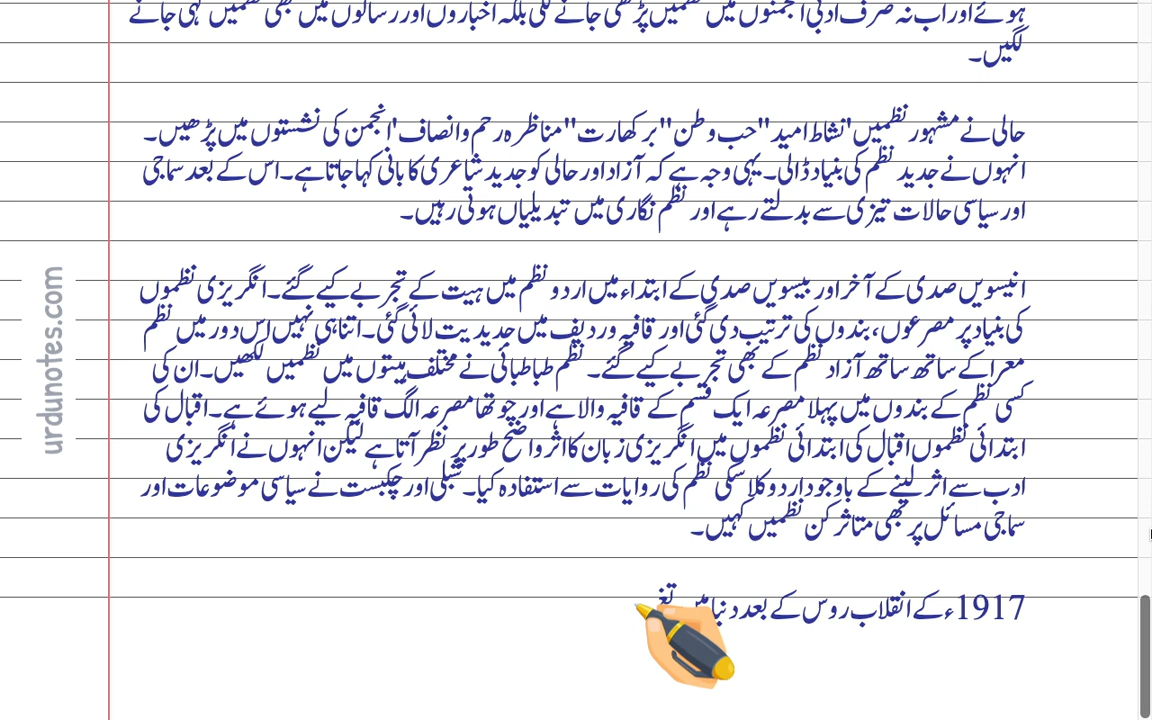 ہوئے اور اب نہ صرف ادبی انجمنوں میں نظمیں پڑھی جانے لگی بلکہ اخباروں اور رسالوں میں بھی نظمیں کہی جانے
لگیں۔
حالی نے مشہور نظمیں 'نشاط امید' 'حب وطن' 'برکھارت' 'مناظرہ رحم و انصاف' انجمن کی نشستوں میں پڑھیں۔
انہوں نے جدید نظم کی بنیاد ڈالی۔ یہی وجہ ہے کہ آزاد اور حالی کو جدید شاعری کا بانی کہا جاتا ہے۔ اس کے بعد سماجی
اور سیاسی حالات تیزی سے بدلتے رہے اور نظم نگاری میں تبدیلیاں ہوتی رہیں۔
انیسویں صدی کے آخر اور بیسویں صدی کے ابتداء میں اردو نظم میں ہیت کے تجربے کیے گئے۔ انگریزی نظموں
کی بنیاد پر مصرعوں، بندوں کی ترتیب دی گئی اور قافیہ وردیف میں جدیدیت لائی گئی۔ اتنا ہی نہیں اس دور میں نظم
معرا کے ساتھ ساتھ آزاد نظم کے بھی تجربے کیے گئے۔ نظم طباطبائی نے مختلف ہیتوں میں نظمیں لکھیں۔ ان کی
کسی نظم کے بندوں میں پہلا مصرعہ ایک قسم کے قافیہ والا ہے اور چوتھا مصرعہ الگ قافیہ لیے ہوئے ہے۔ اقبال کی
ابتدائی نظموں اقبال کی ابتدائی نظموں میں انگریزی زبان کا اثر واضح طور پر نظر آتا ہے لیکن انہوں نے انگریزی
ادب سے اثر لینے کے باوجود اردو کلاسکی نظم کی روایات سے استفادہ کیا۔ شبلی اور چکبست نے سیاسی موضوعات اور
سماجی مسائل پر بھی متاثر کن نظمیں کہیں۔
1917ء کے انقلاب روس کے بعد دنیا میں
urdunotes.com